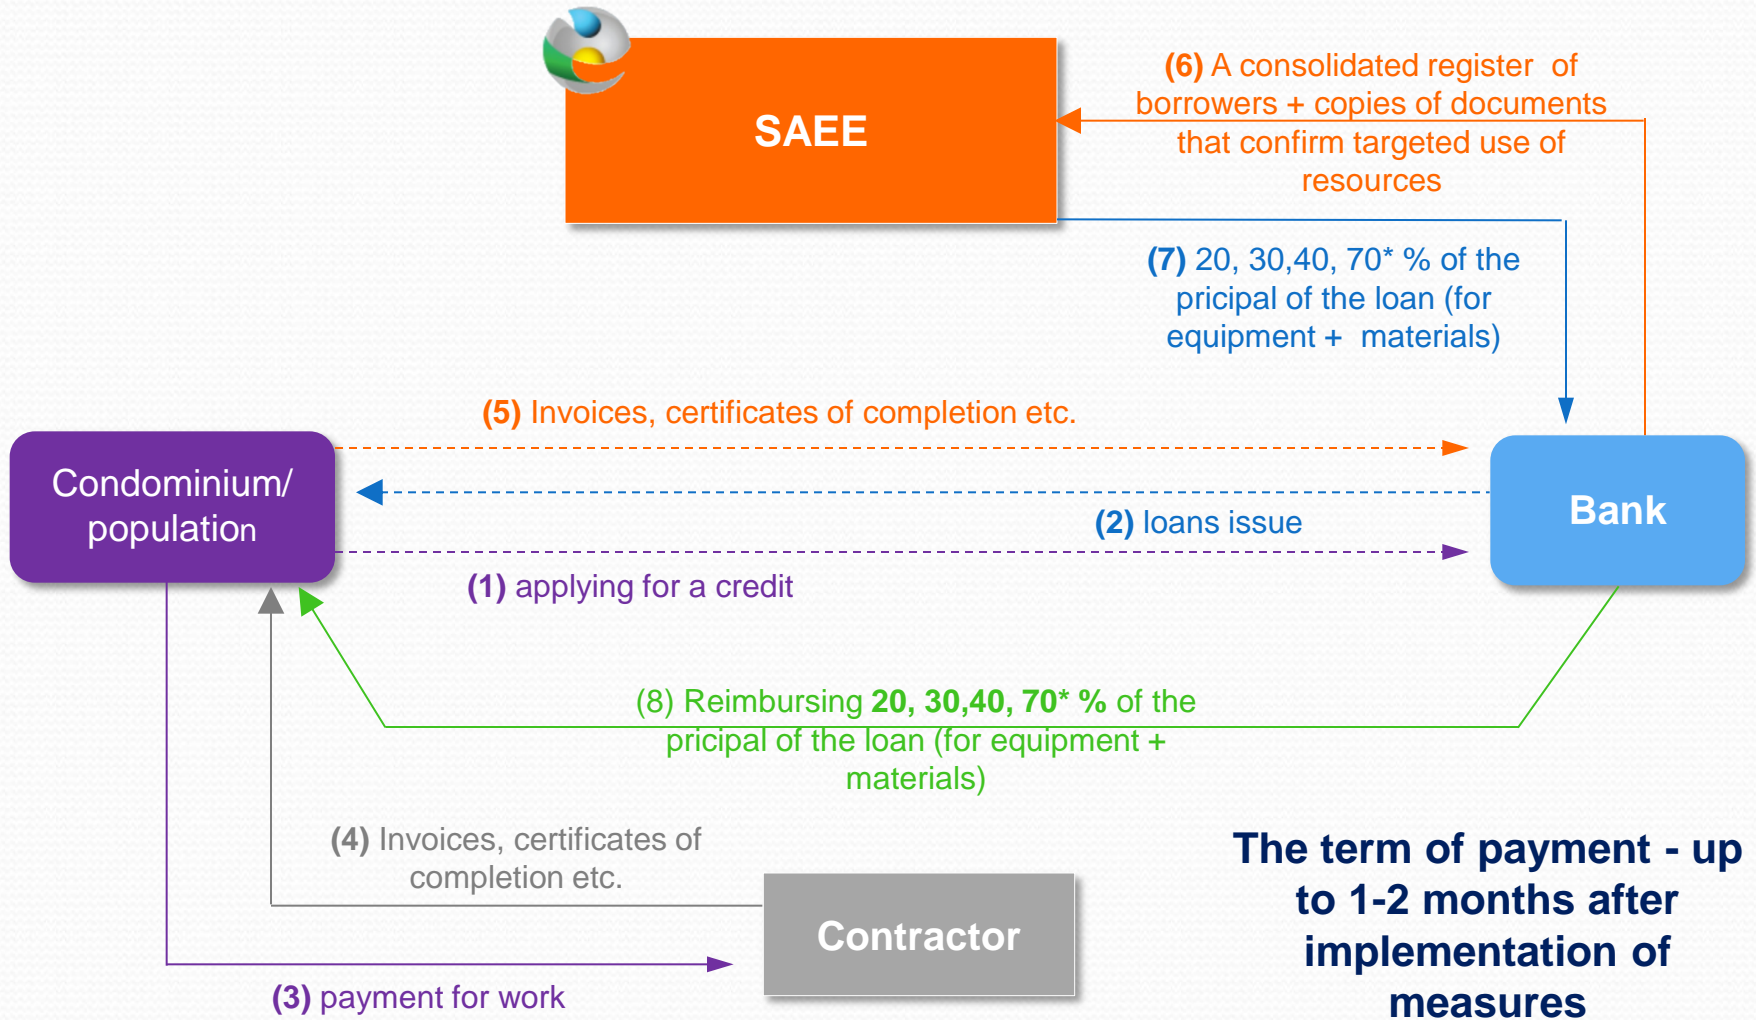 SAEE
(6) A consolidated register of
borrowers + copies of documents
that confirm targeted use of
resources
(7) 20, 30,40, 70* % of the
pricipal of the loan (for
equipment + materials)
(5) Invoices, certificates of completion etc.
Condominium/
population
Bank
(2) loans issue
(1) applying for a credit
(8) Reimbursing 20, 30,40, 70* % of the
pricipal of the loan (for equipment +
materials)
(4) Invoices, certificates of
completion etc.
Contractor
(3) payment for work
The term of payment - up
to 1-2 months after
implementation of
measures